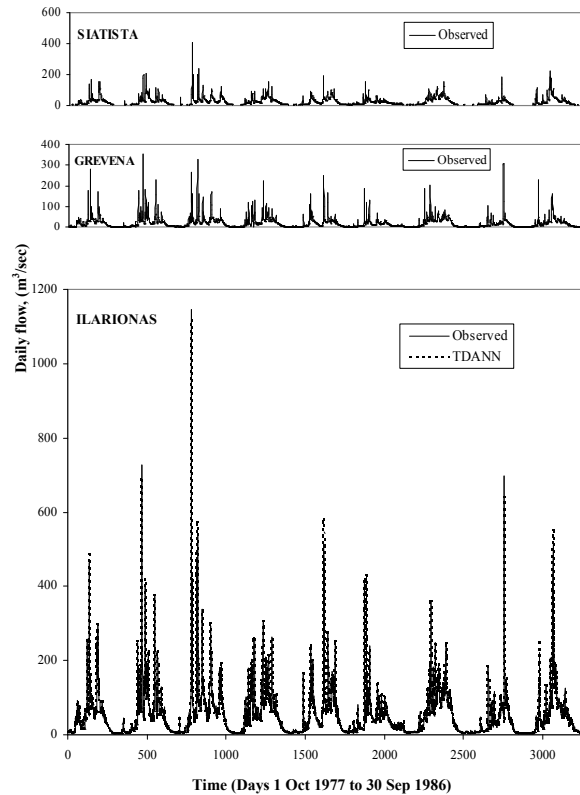 600
SIATISTA
Observed
400
200
0
400
GREVENA
Observed
300
200
100
0
1200
ILARIONAS
Observed
TDANN
1000
800
600
400
200
0
Daily flow, (m³/sec)
0 500 1000 1500 2000 2500 3000
Time (Days 1 Oct 1977 to 30 Sep 1986)